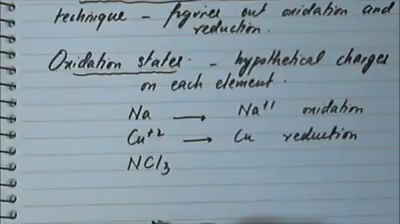 technique - figures out oxidation and
reduction.
Oxidation states. - hypothetical charges
on each element.
Na → Na⁺¹ oxidation
Cu⁺² → Cu reduction
NCl₃